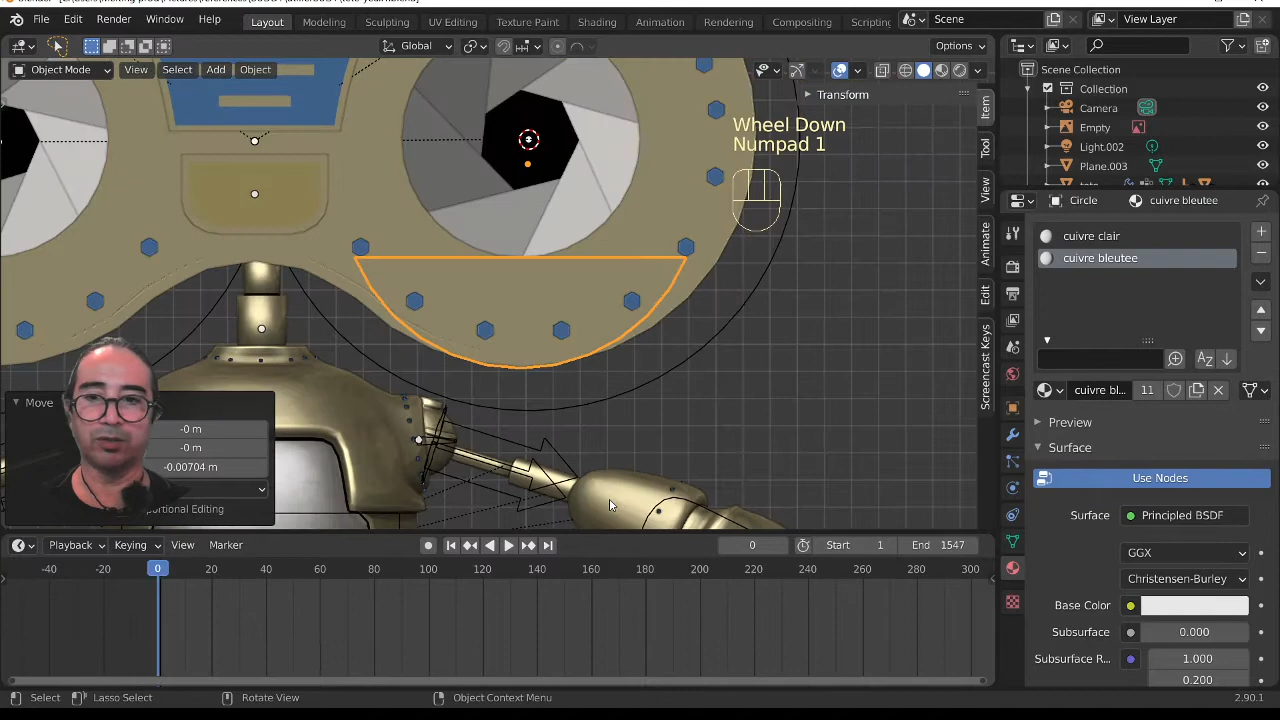 File Edit Render Window Help Layout Modeling Sculpting UV Editing Texture Paint Shading Animation Rendering Compositing Scripting Scene View Layer
Global Options
Object Mode View Select Add Object
Transform
Wheel Down
Numpad 1
Item
Tool
View
Animate
Edit
Screencast Keys
Scene Collection
Collection
Camera
Empty
Light.002
Plane.003
Circle cuivre bleutee
cuivre clair
cuivre bleutee
cuivre bl... 11
Preview
Surface
Use Nodes
Surface Principled BSDF
GGX
Christensen-Burley
Base Color
Subsurface 0.000
Subsurface R... 1.000
0.200
Move
-0 m
-0 m
-0.00704 m
oportional Editing
Playback Keying View Marker 0 Start 1 End 1547
-40 -20 0 20 40 60 80 100 120 140 160 180 200 220 240 260 280 300
Select Lasso Select Rotate View Object Context Menu 2.90.1